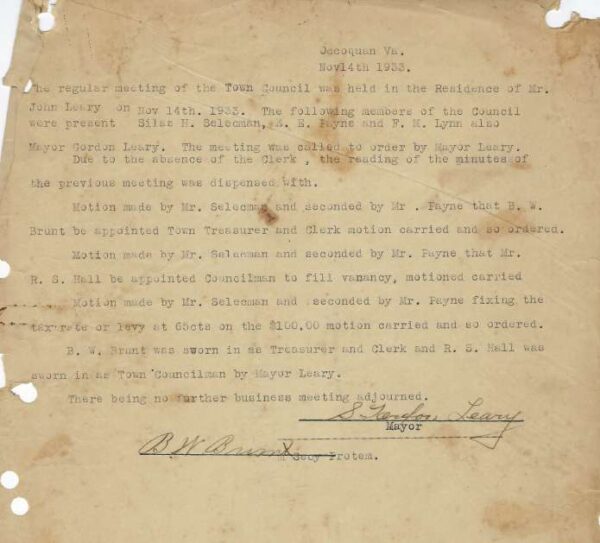 Occoquan Va.
Nov14th 1933.
The regular meeting of the Town Council was held in the Residence of Mr.
John Leary on Nov 14th. 1933. The following members of the Council
were present Silas H. Selecman, E. Payne and F. M. Lynn also
Mayor Gordon Leary. The meeting was called to order by Mayor Leary.
Due to the absence of the Clerk , the reading of the minutes of
the previous meeting was dispensed with.
Motion made by Mr. Selecman and seconded by Mr . Payne that B. W.
Brunt be appointed Town Treasurer and Clerk motion carried and so ordered.
Motion made by Mr. Selecman and seconded by Mr. Payne that Mr.
R. S. Hall be appointed Councilman to fill vanancy, motioned carried
Motion made by Mr. Selecman and seconded by Mr. Payne fixing the
tax rate or levy at 65cts on the $100.00 motion carried and so ordered.
B. W. Brunt was sworn in as Treasurer and Clerk and R. S. Hall was
sworn in as Town Councilman by Mayor Leary.
There being no further business meeting adjourned.
S. Leary
Mayor
B W Brunt
Secy Protem.